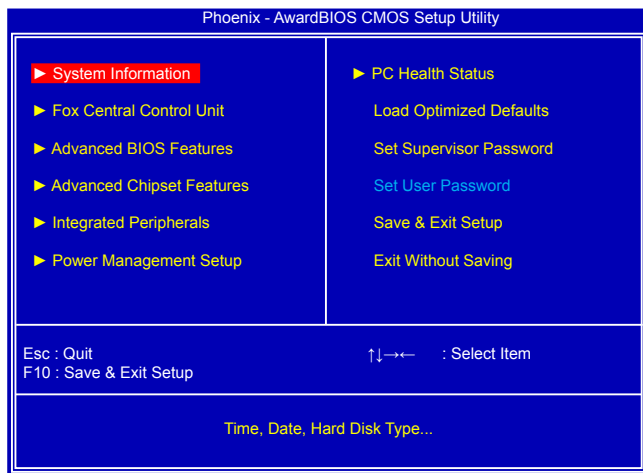 Phoenix - AwardBIOS CMOS Setup Utility
► System Information
► Fox Central Control Unit
► Advanced BIOS Features
► Advanced Chipset Features
► Integrated Peripherals
► Power Management Setup
► PC Health Status
Load Optimized Defaults
Set Supervisor Password
Set User Password
Save & Exit Setup
Exit Without Saving
Esc : Quit
F10 : Save & Exit Setup
↑↓→← : Select Item
Time, Date, Hard Disk Type...